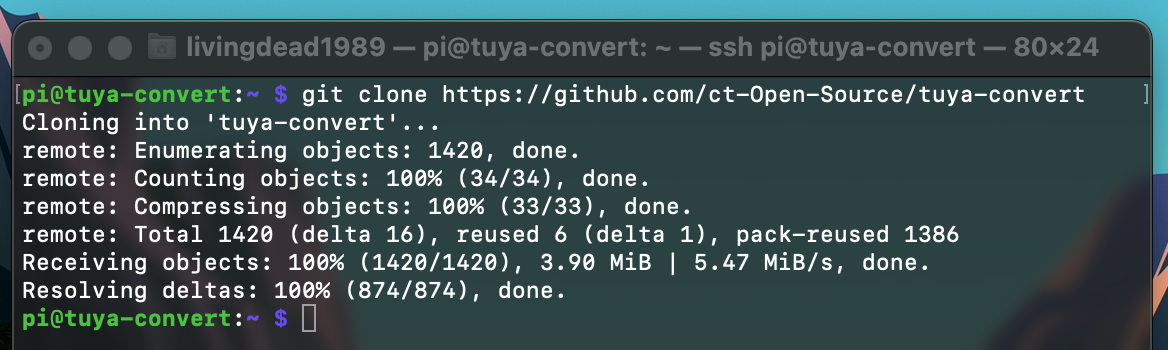 livingdead1989 — pi@tuya-convert: ~ — ssh pi@tuya-convert — 80×24
[pi@tuya-convert:~ $ git clone https://github.com/ct-Open-Source/tuya-convert ]
Cloning into 'tuya-convert'...
remote: Enumerating objects: 1420, done.
remote: Counting objects: 100% (34/34), done.
remote: Compressing objects: 100% (33/33), done.
remote: Total 1420 (delta 16), reused 6 (delta 1), pack-reused 1386
Receiving objects: 100% (1420/1420), 3.90 MiB | 5.47 MiB/s, done.
Resolving deltas: 100% (874/874), done.
pi@tuya-convert:~ $